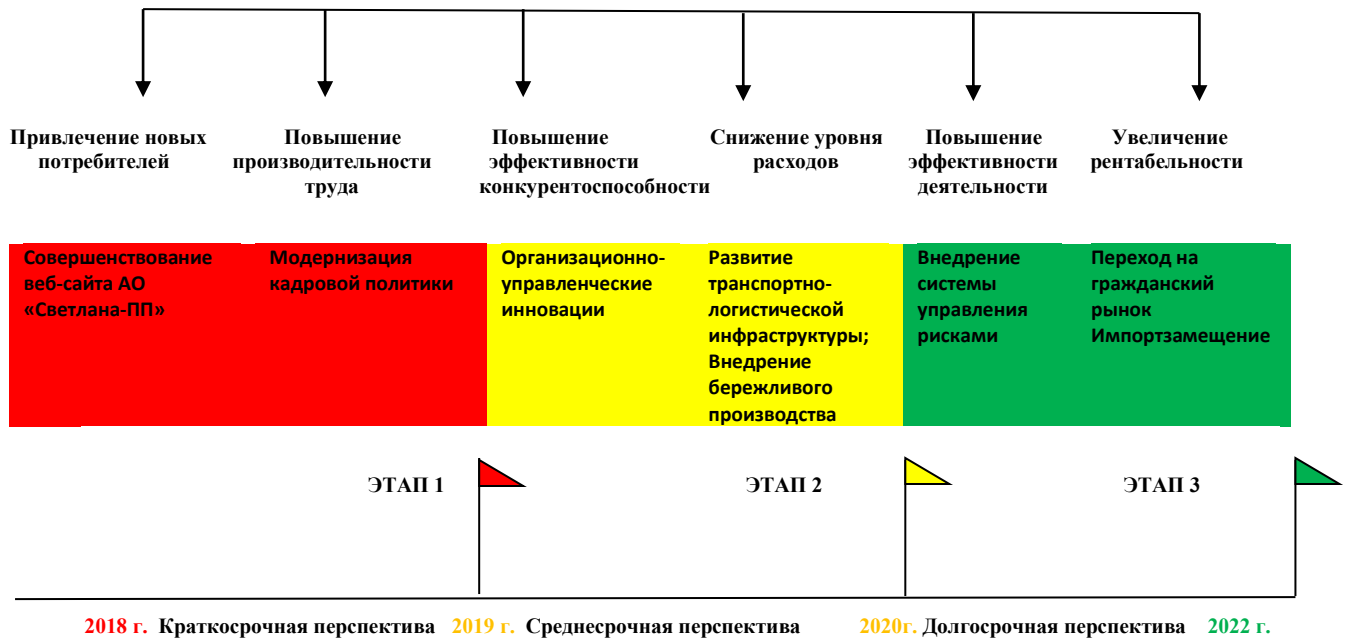 Привлечение новых
потребителей
Повышение
производительности
труда
Повышение
эффективности
конкурентоспособности
Снижение уровня
расходов
Повышение
эффективности
деятельности
Увеличение
рентабельности
Совершенствование
веб-сайта АО
«Светлана-ПП»
Модернизация
кадровой политики
Организационно-
управленческие
инновации
Развитие
транспортно-
логистической
инфраструктуры;
Внедрение
бережливого
производства
Внедрение
системы
управления
рисками
Переход на
гражданский
рынок
Импортзамещение
ЭТАП 1
ЭТАП 2
ЭТАП 3
2018 г. Краткосрочная перспектива 2019 г. Среднесрочная перспектива 2020г. Долгосрочная перспектива 2022 г.